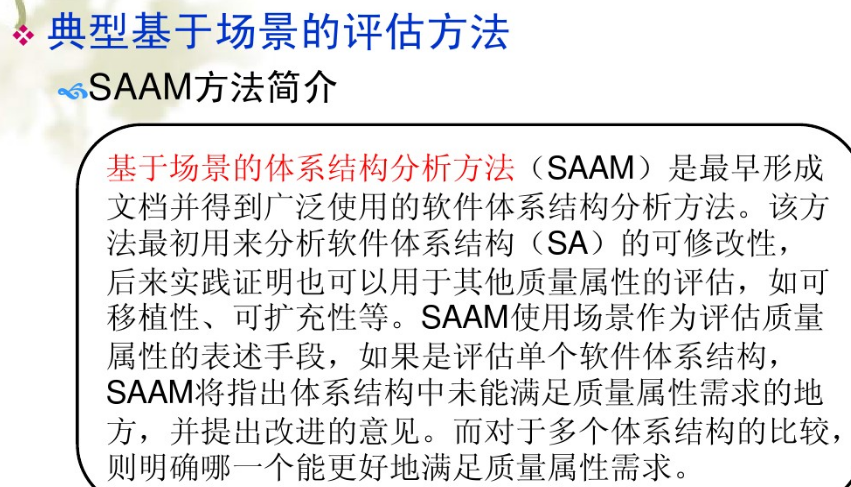 典型基于场景的评估方法
SAAM方法简介
基于场景的体系结构分析方法（SAAM）是最早形成
文档并得到广泛使用的软件体系结构分析方法。该方
法最初用来分析软件体系结构（SA）的可修改性，
后来实践证明也可以用于其他质量属性的评估，如可
移植性、可扩充性等。SAAM使用场景作为评估质量
属性的表述手段，如果是评估单个软件体系结构，
SAAM将指出体系结构中未能满足质量属性需求的地
方，并提出改进的意见。而对于多个体系结构的比较，
则明确哪一个能更好地满足质量属性需求。